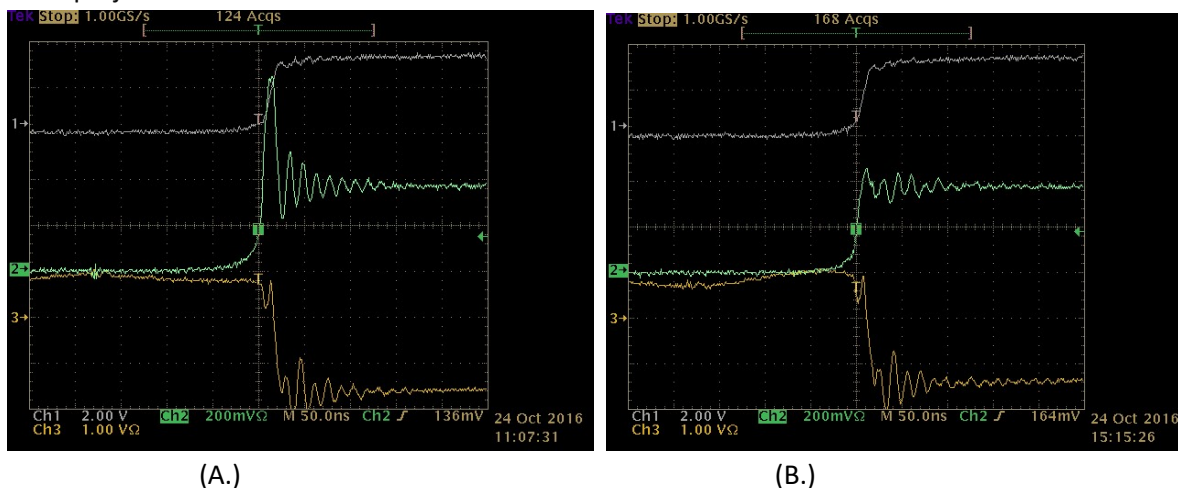 Tek Stop: 1.00GS/s 124 Acqs
T
T
1→
T
2→
T
3→
Ch1 2.00 V Ch2 200mVΩ M 50.0ns Ch2 136mV
Ch3 1.00 VΩ
24 Oct 2016
11:07:31
(A.)
Tek Stop: 1.00GS/s 168 Acqs
T
T
1→
T
2→
T
3→
Ch1 2.00 V Ch2 200mVΩ M 50.0ns Ch2 164mV
Ch3 1.00 VΩ
24 Oct 2016
15:15:26
(B.)